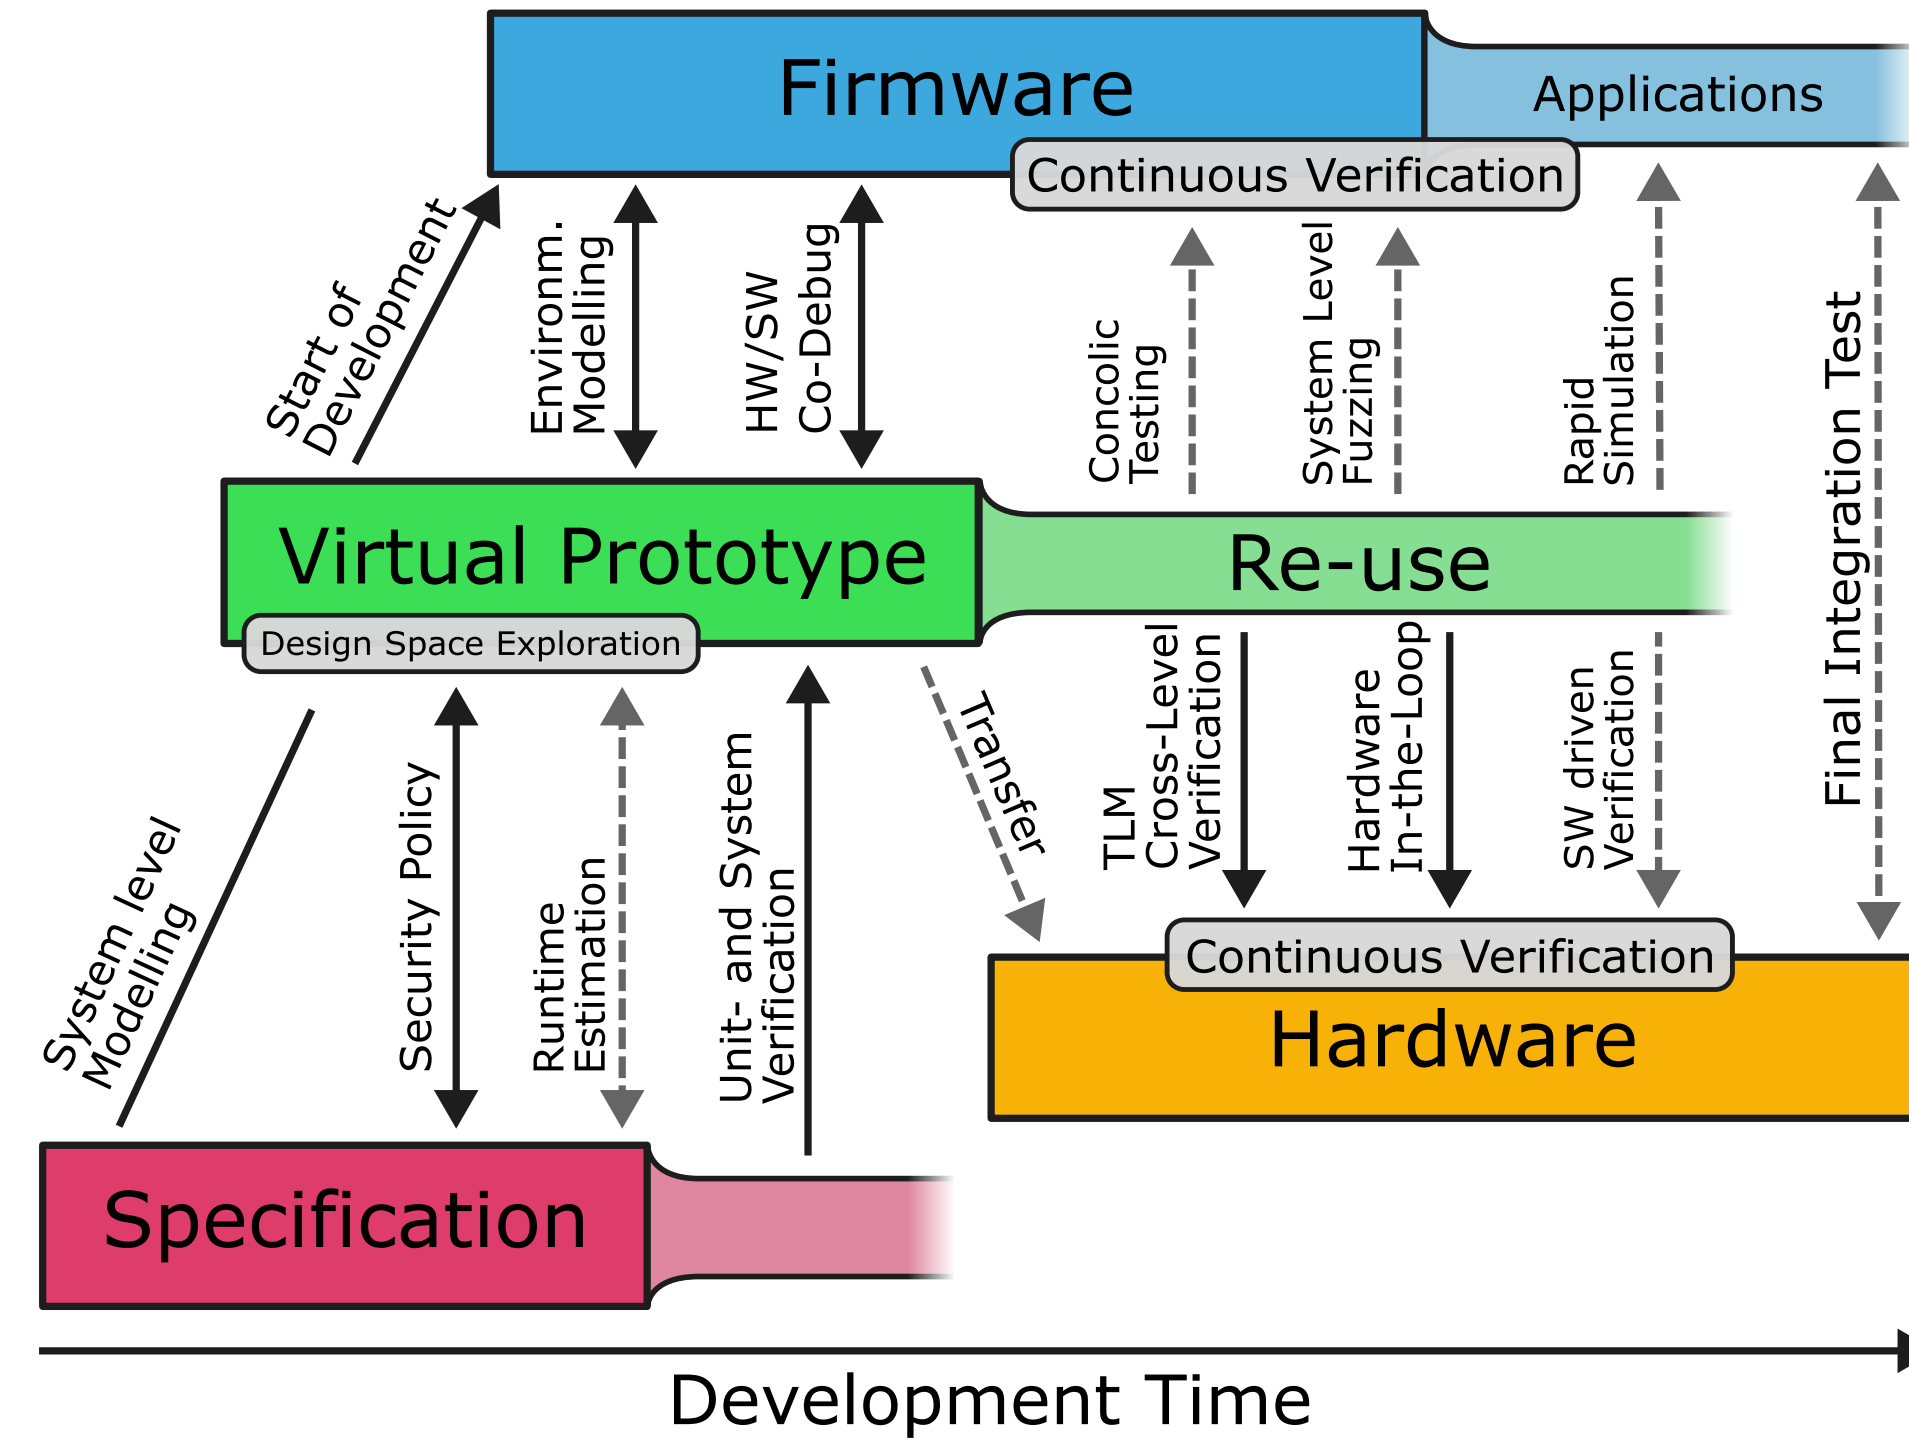 Firmware
Applications
Continuous Verification
Start of
Development
Environm.
Modelling
HW/SW
Co-Debug
Concolic
Testing
System Level
Fuzzing
Rapid
Simulation
Final Integration Test
Virtual Prototype
Re-use
Design Space Exploration
System level
Modelling
Security Policy
Runtime
Estimation
Unit- and System
Verification
Transfer
TLM
Cross-Level
Verification
Hardware
In-the-Loop
SW driven
Verification
Continuous Verification
Hardware
Specification
Development Time